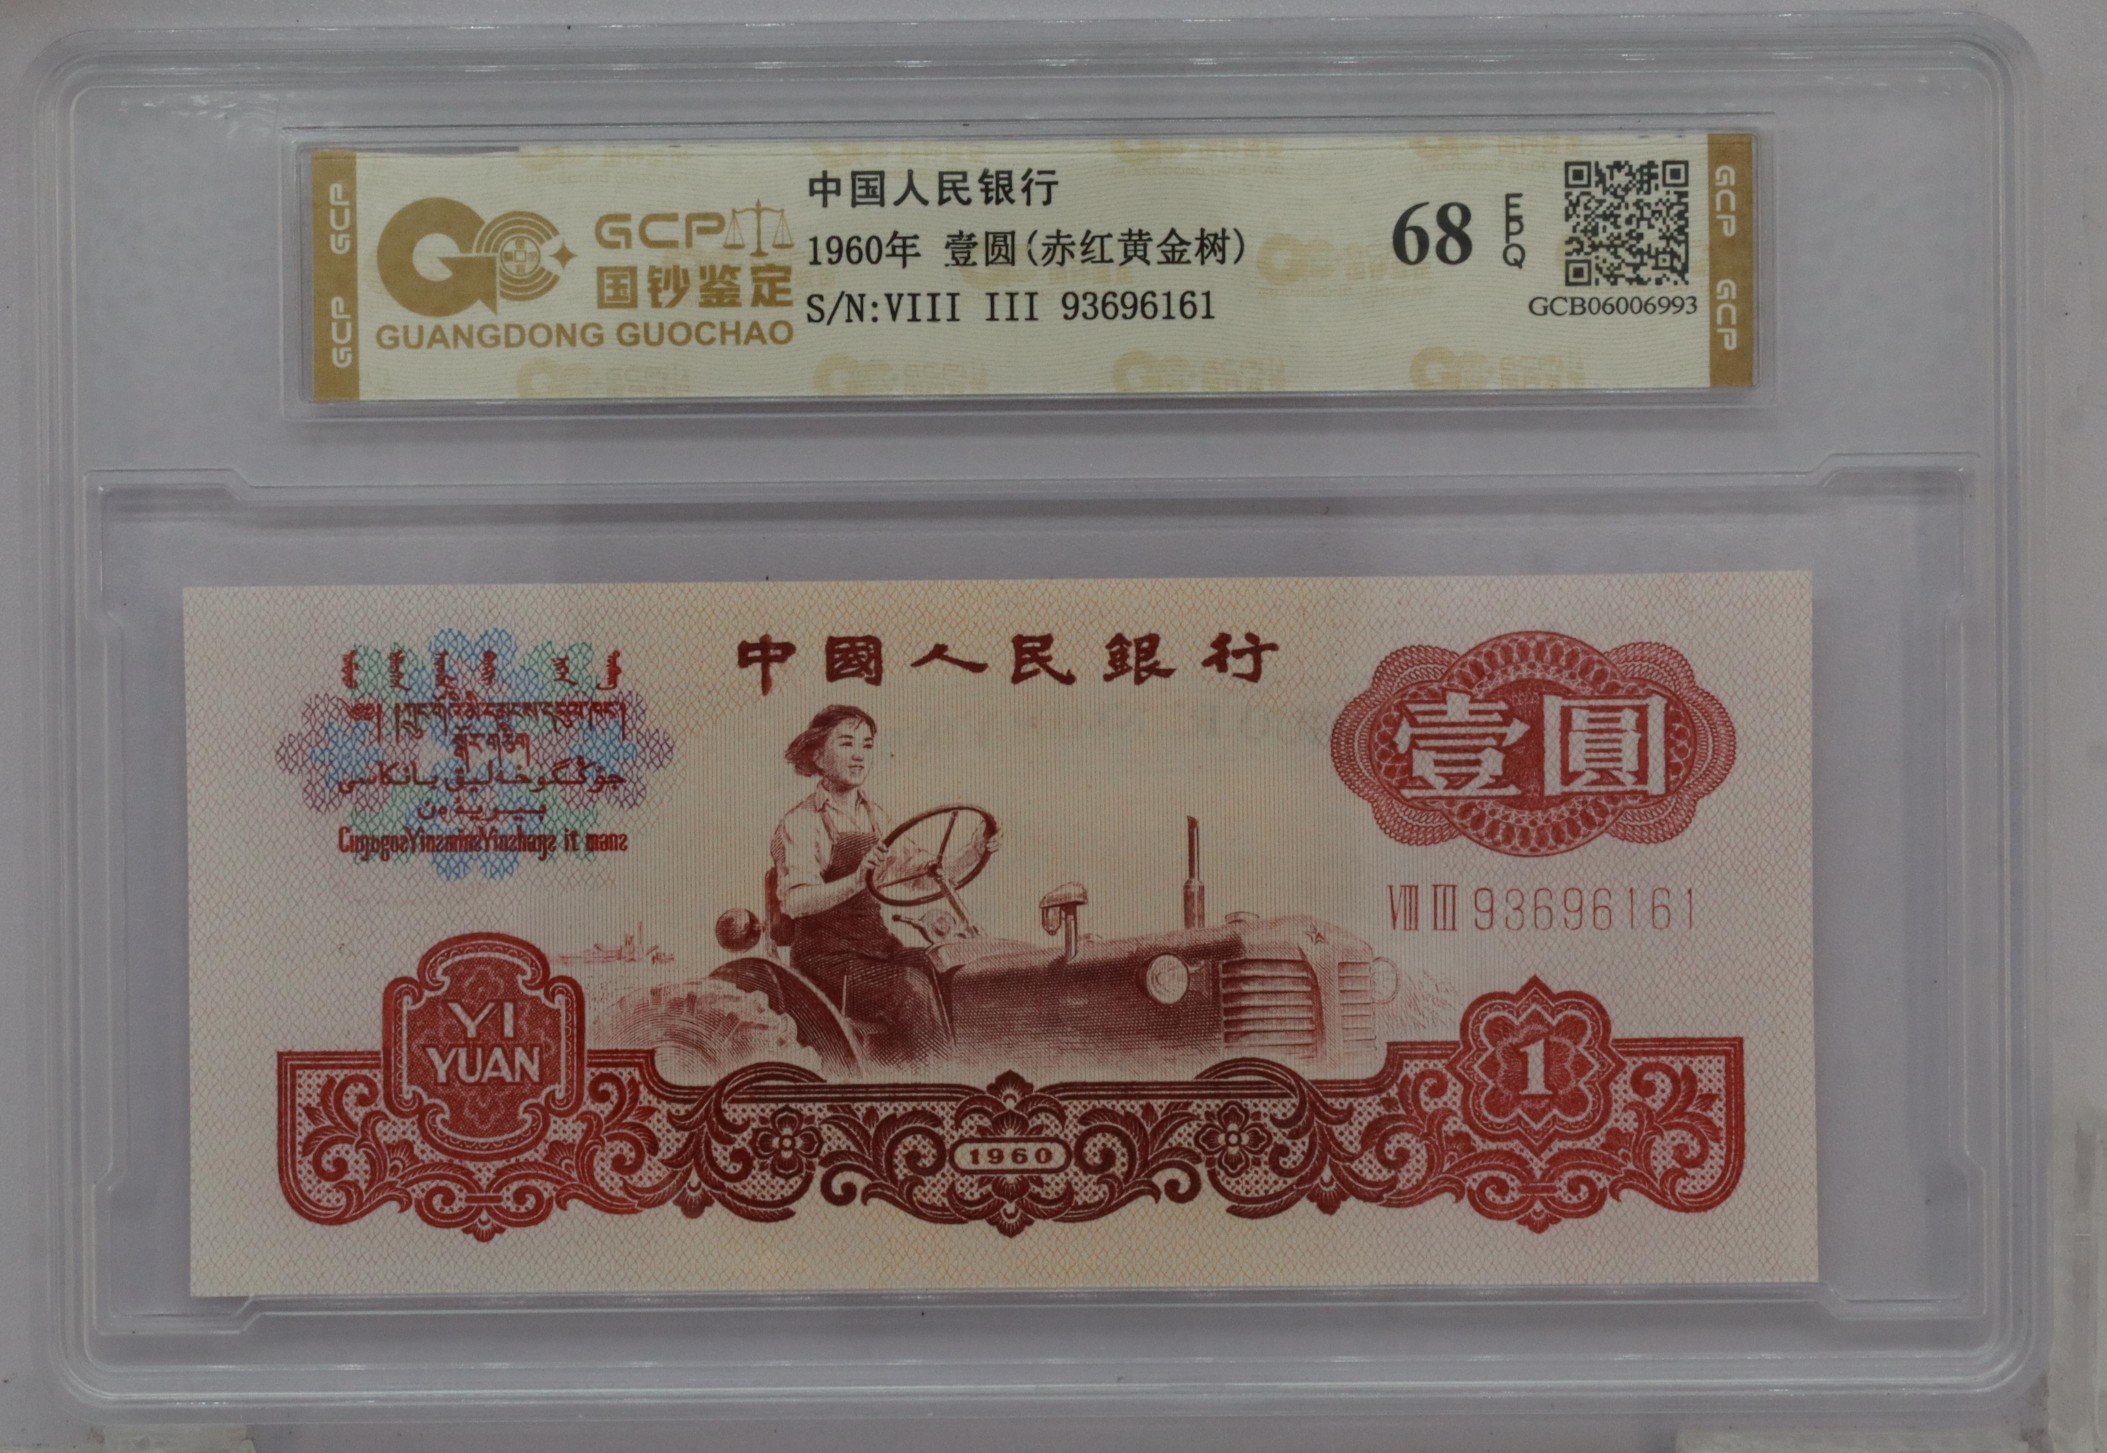 GCP
GCP
GCP
国钞鉴定
GUANGDONG GUOCHAO
中国人民银行
1960年 壹圆(赤红黄金树)
S/N:VIII III 93696161
68
EPQ
GCB06006993
GCP
GCP
中國人民銀行
壹圓
VIII III 93696161
YI
YUAN
1
1960